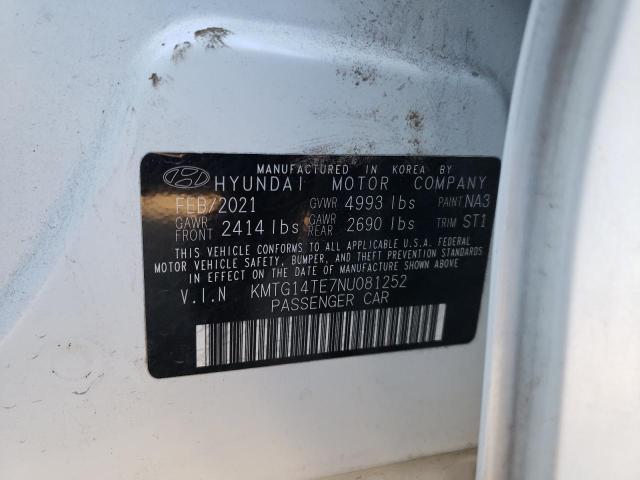 MANUFACTURED IN KOREA BY
HYUNDAI MOTOR COMPANY
FEB/2021 GVWR 4993 lbs PAINT NA3
GAWR FRONT 2414 lbs GAWR REAR 2690 lbs TRIM ST1
THIS VEHICLE CONFORMS TO ALL APPLICABLE U.S.A. FEDERAL
MOTOR VEHICLE SAFETY, BUMPER, AND THEFT PREVENTION STANDARDS
IN EFFECT ON THE DATE OF MANUFACTURE SHOWN ABOVE.
V.I.N KMTG14TE7NU081252
PASSENGER CAR